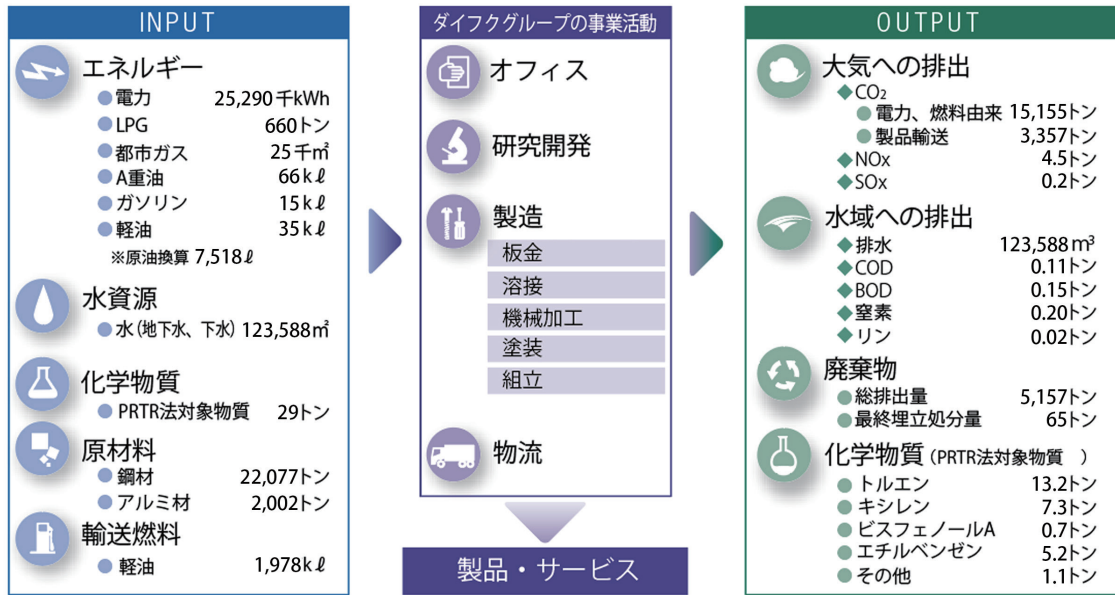 INPUT
エネルギー
電力 25,290千kWh
LPG 660トン
都市ガス 25千㎥
A重油 66kℓ
ガソリン 15kℓ
軽油 35kℓ
※原油換算 7,518ℓ
水資源
水(地下水、下水) 123,588㎥
化学物質
PRTR法対象物質 29トン
原材料
鋼材 22,077トン
アルミ材 2,002トン
輸送燃料
軽油 1,978kℓ
ダイフクグループの事業活動
オフィス
研究開発
製造
板金
溶接
機械加工
塗装
組立
物流
製品・サービス
OUTPUT
大気への排出
CO₂
電力、燃料由来 15,155トン
製品輸送 3,357トン
NOx 4.5トン
SOx 0.2トン
水域への排出
排水 123,588m³
COD 0.11トン
BOD 0.15トン
窒素 0.20トン
リン 0.02トン
廃棄物
総排出量 5,157トン
最終埋立処分量 65トン
化学物質(PRTR法対象物質 )
トルエン 13.2トン
キシレン 7.3トン
ビスフェノールA 0.7トン
エチルベンゼン 5.2トン
その他 1.1トン